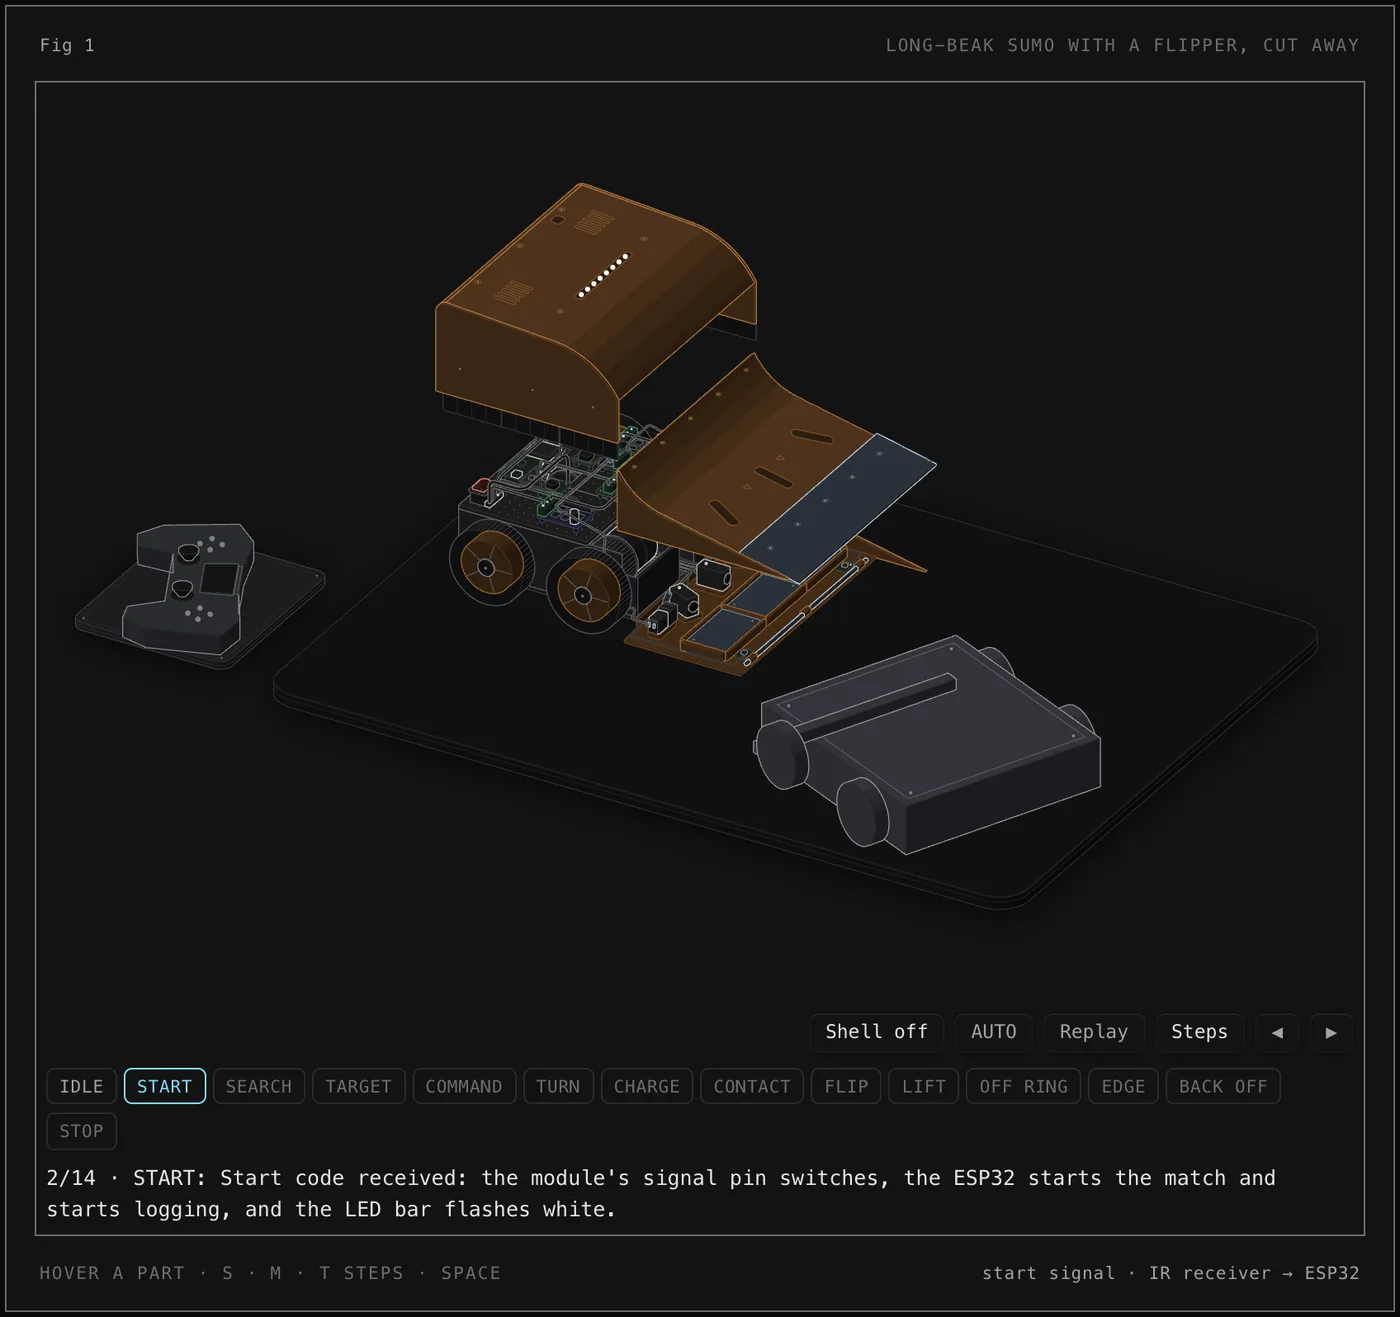 Fig 1
LONG-BEAK SUMO WITH A FLIPPER, CUT AWAY
Shell off
AUTO
Replay
Steps
◀
▶
IDLE
START
SEARCH
TARGET
COMMAND
TURN
CHARGE
CONTACT
FLIP
LIFT
OFF RING
EDGE
BACK OFF
STOP
2/14 · START: Start code received: the module's signal pin switches, the ESP32 starts the match and
starts logging, and the LED bar flashes white.
HOVER A PART · S · M · T STEPS · SPACE
start signal · IR receiver → ESP32